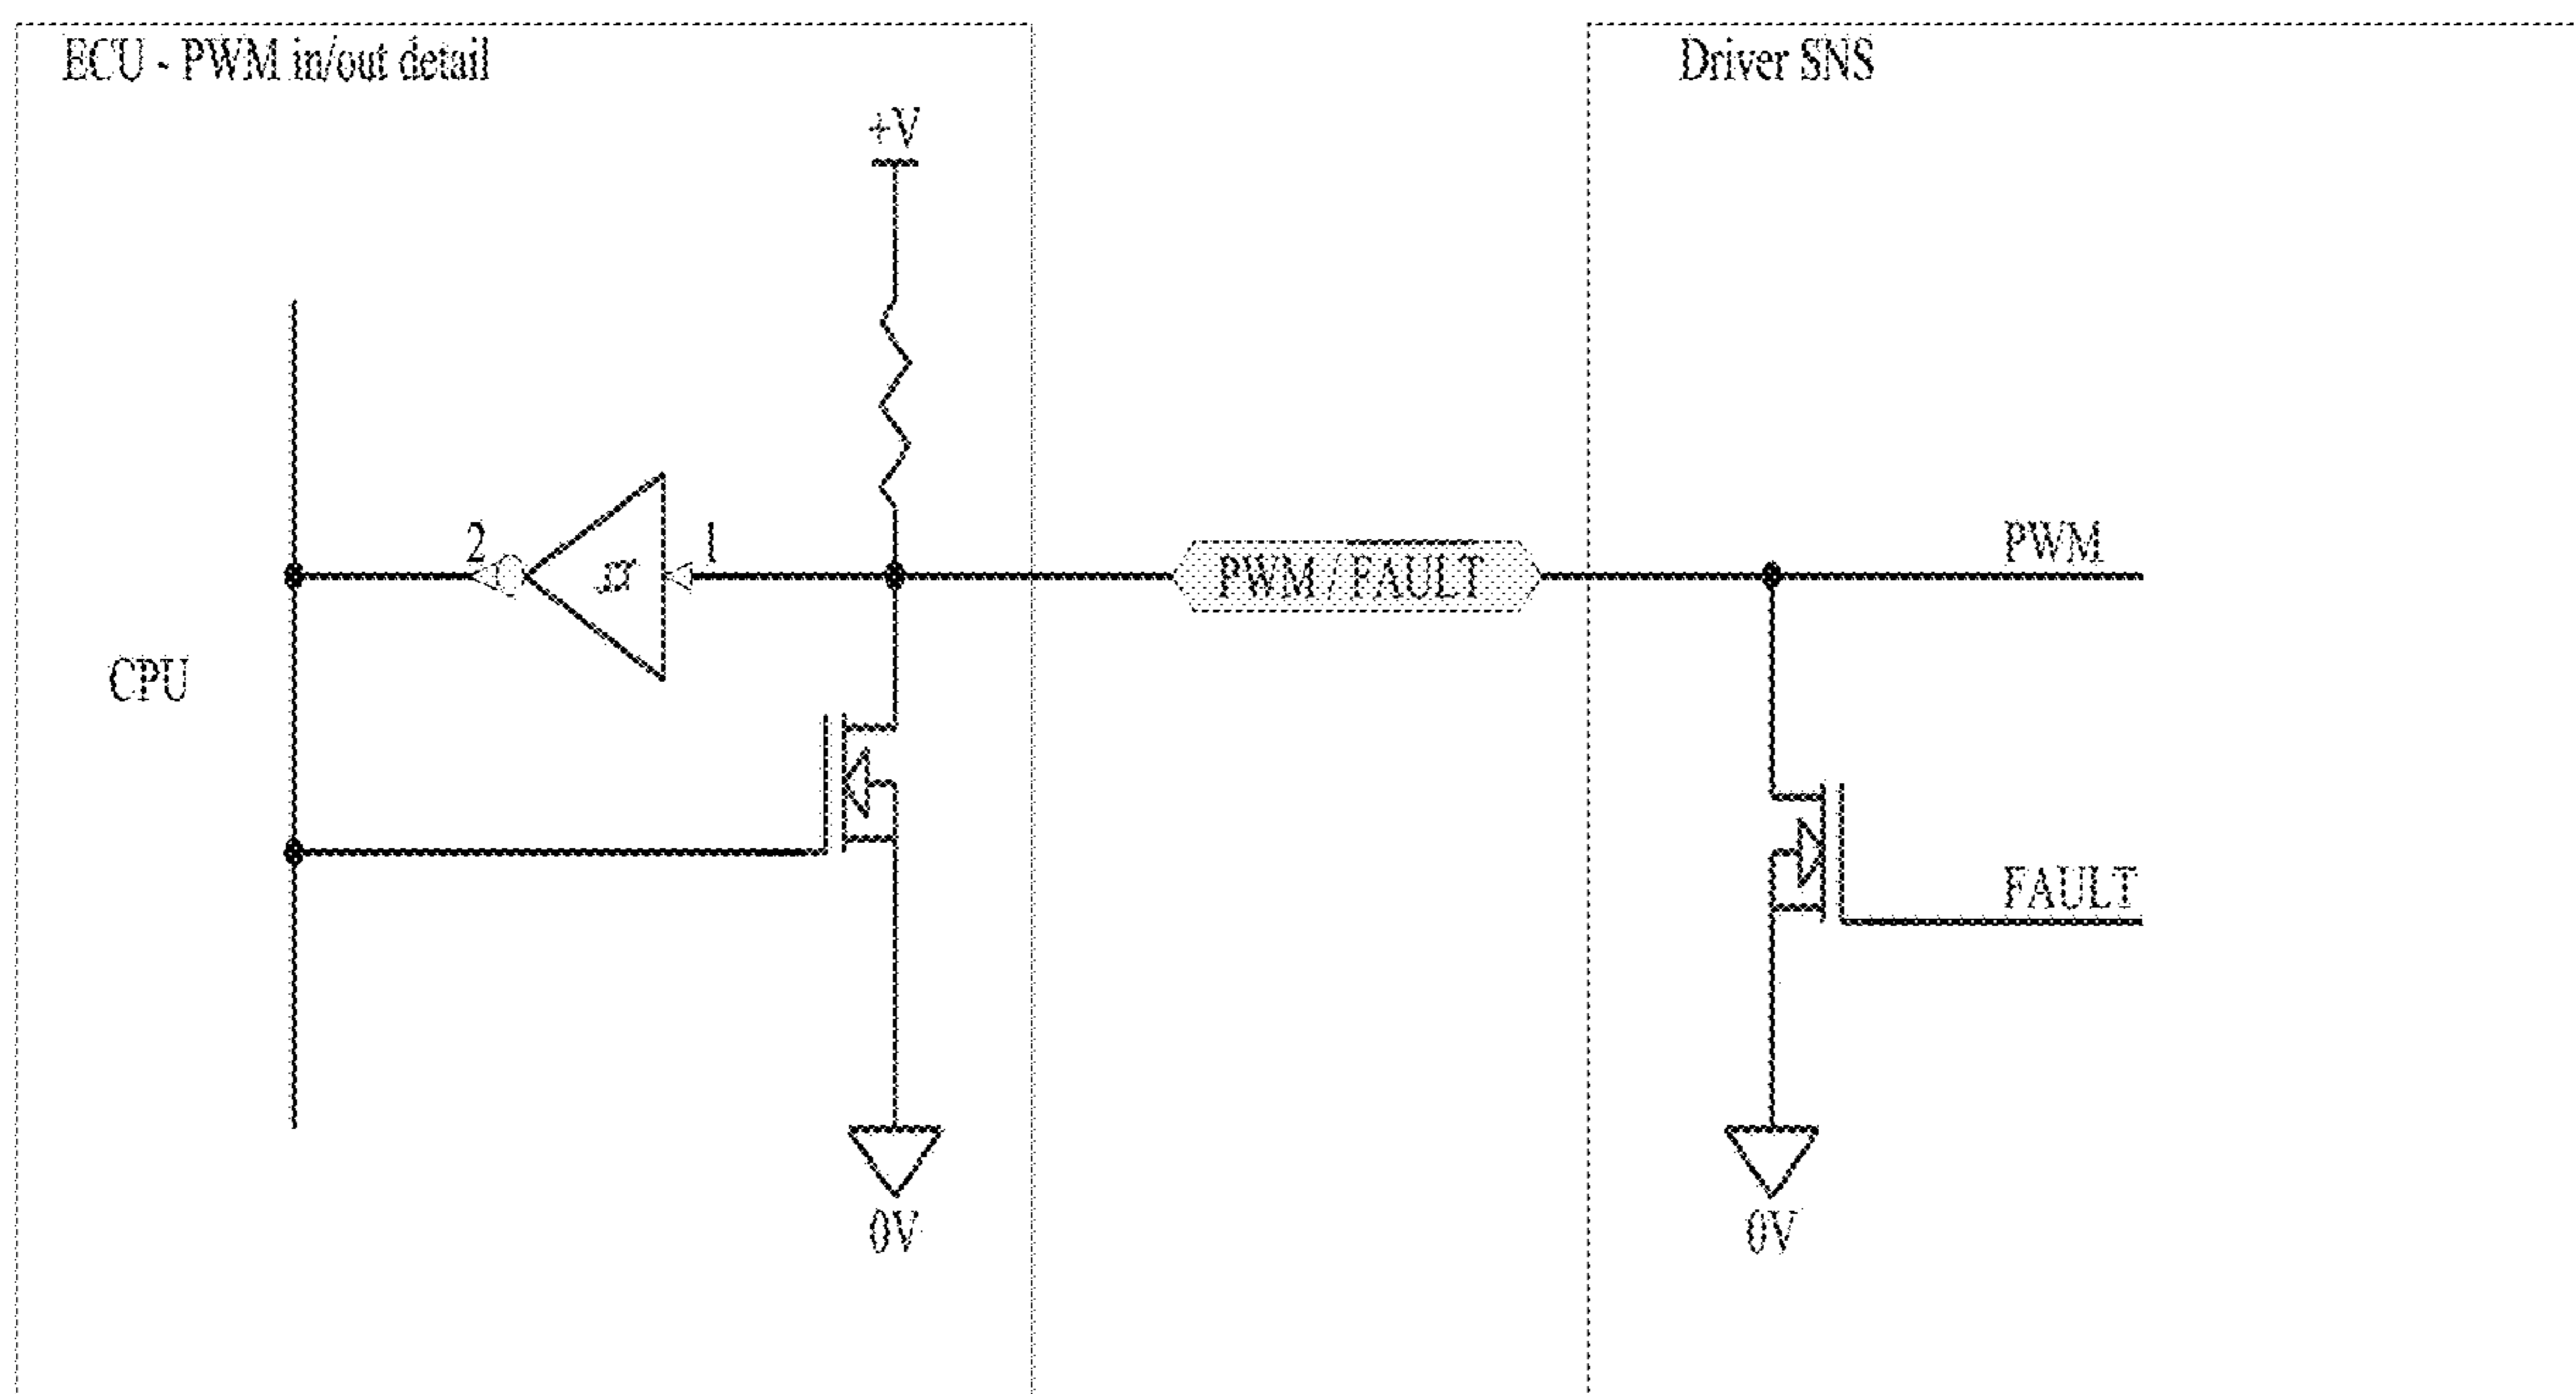 ECU - PWM in/out detail
Driver SNS
+V
2
1
PWM / FAULT
PWM
CPU
FAULT
0V
0V